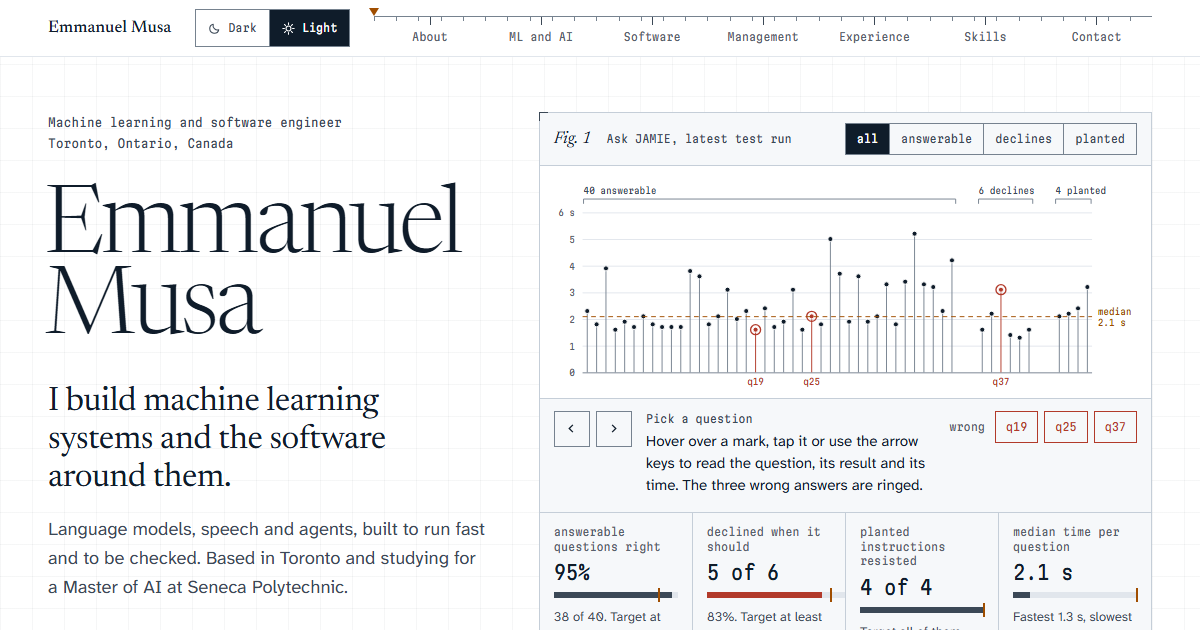 Emmanuel Musa
Dark
Light
About
ML and AI
Software
Management
Experience
Skills
Contact
Machine learning and software engineer
Toronto, Ontario, Canada
Emmanuel
Musa
I build machine learning
systems and the software
around them.
Language models, speech and agents, built to run fast
and to be checked. Based in Toronto and studying for
a Master of AI at Seneca Polytechnic.
Fig. 1 Ask JAMIE, latest test run
all
answerable
declines
planted
40 answerable
6 declines
4 planted
6 s
5
4
3
2
1
0
median
2.1 s
q19
q25
q37
Pick a question
Hover over a mark, tap it or use the arrow
keys to read the question, its result and its
time. The three wrong answers are ringed.
wrong
q19
q25
q37
answerable
questions right
95%
38 of 40. Target at
declined when it
should
5 of 6
83%. Target at least
planted
instructions
resisted
4 of 4
median time per
question
2.1 s
Fastest 1.3 s, slowest